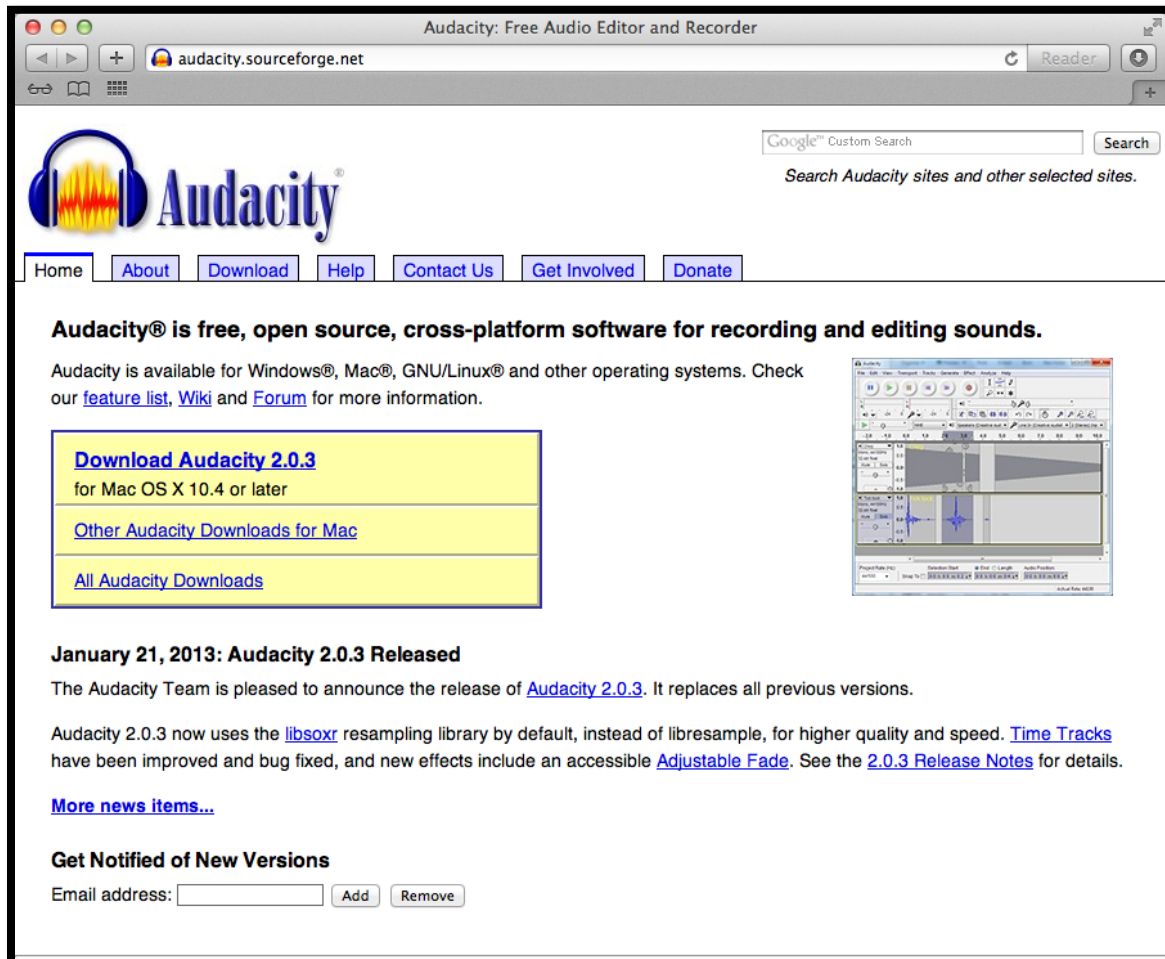 Audacity: Free Audio Editor and Recorder
audacity.sourceforge.net
Reader
Google™ Custom Search
Search
Audacity®
Search Audacity sites and other selected sites.
Home About Download Help Contact Us Get Involved Donate
Audacity® is free, open source, cross-platform software for recording and editing sounds.
Audacity is available for Windows®, Mac®, GNU/Linux® and other operating systems. Check
our feature list, Wiki and Forum for more information.
Download Audacity 2.0.3
for Mac OS X 10.4 or later
Other Audacity Downloads for Mac
All Audacity Downloads
January 21, 2013: Audacity 2.0.3 Released
The Audacity Team is pleased to announce the release of Audacity 2.0.3. It replaces all previous versions.
Audacity 2.0.3 now uses the libsoxr resampling library by default, instead of libresample, for higher quality and speed. Time Tracks
have been improved and bug fixed, and new effects include an accessible Adjustable Fade. See the 2.0.3 Release Notes for details.
More news items...
Get Notified of New Versions
Email address: Add Remove